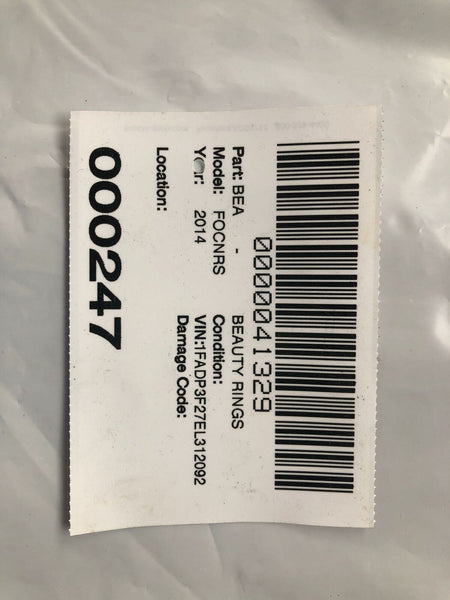 0000041329
Part: BEA - BEAUTY RINGS
Model: FOCNRS Condition:
Year: 2014 VIN:1FADP3F27EL312092
Damage Code:
Location:
000247